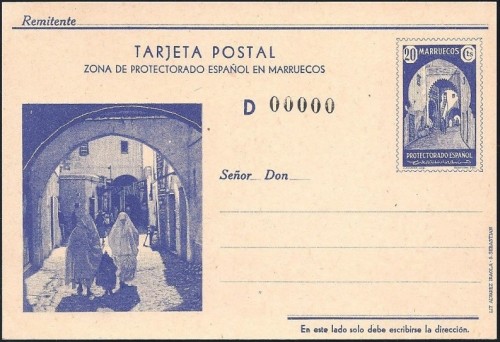 Remitente
TARJETA POSTAL
ZONA DE PROTECTORADO ESPAÑOL EN MARRUECOS
D 00000
20 MARRUECOS Cts
PROTECTORADO ESPAÑOL
Señor Don
En este lado solo debe escribirse la dirección.